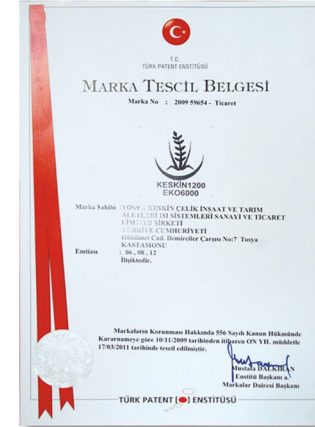 T.C.
TÜRK PATENT ENSTİTÜSÜ
MARKA TESCİL BELGESİ
Marka No : 2009 59654 - Ticaret
KESKİN1200
EKO6000
Marka Sahibi : KESKİN ÇELİK İNŞAAT VE TARIM
ALETLERİ ISI SİSTEMLERİ SANAYİ VE TİCARET
LİMİTED ŞİRKETİ
TÜRKİYE CUMHURİYETİ
Hükümet Cad. Demirciler Çarşısı No:7 Tosya
KASTAMONU
Emtiası : 06 , 08 , 12
İlişiktedir.
Markaların Korunması Hakkında 556 Sayılı Kanun Hükmünde
Kararnameye göre 10/11/2009 tarihinden itibaren ON YIL müddetle
17/03/2011 tarihinde tescil edilmiştir.
Mustafa DALKIRAN
Enstitü Başkanı a.
Markalar Dairesi Başkanı
TÜRK PATENT ENSTİTÜSÜ